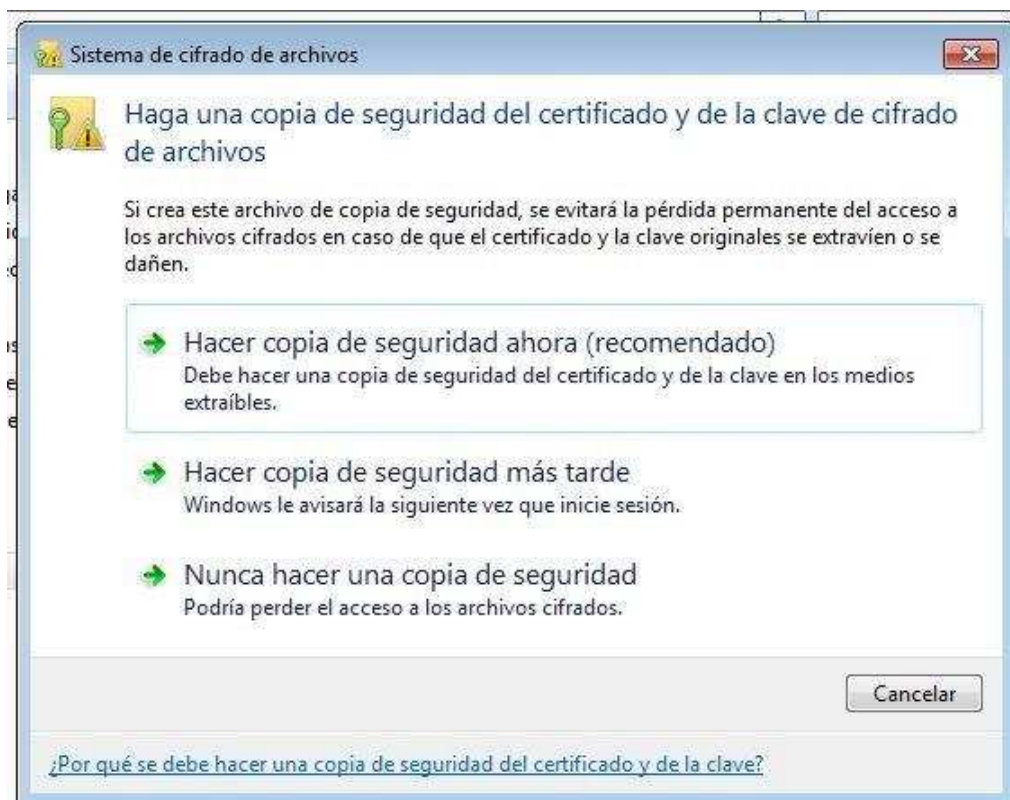 Sistema de cifrado de archivos
Haga una copia de seguridad del certificado y de la clave de cifrado
de archivos
Si crea este archivo de copia de seguridad, se evitará la pérdida permanente del acceso a
los archivos cifrados en caso de que el certificado y la clave originales se extravíen o se
dañen.
Hacer copia de seguridad ahora (recomendado)
Debe hacer una copia de seguridad del certificado y de la clave en los medios
extraíbles.
Hacer copia de seguridad más tarde
Windows le avisará la siguiente vez que inicie sesión.
Nunca hacer una copia de seguridad
Podría perder el acceso a los archivos cifrados.
Cancelar
¿Por qué se debe hacer una copia de seguridad del certificado y de la clave?